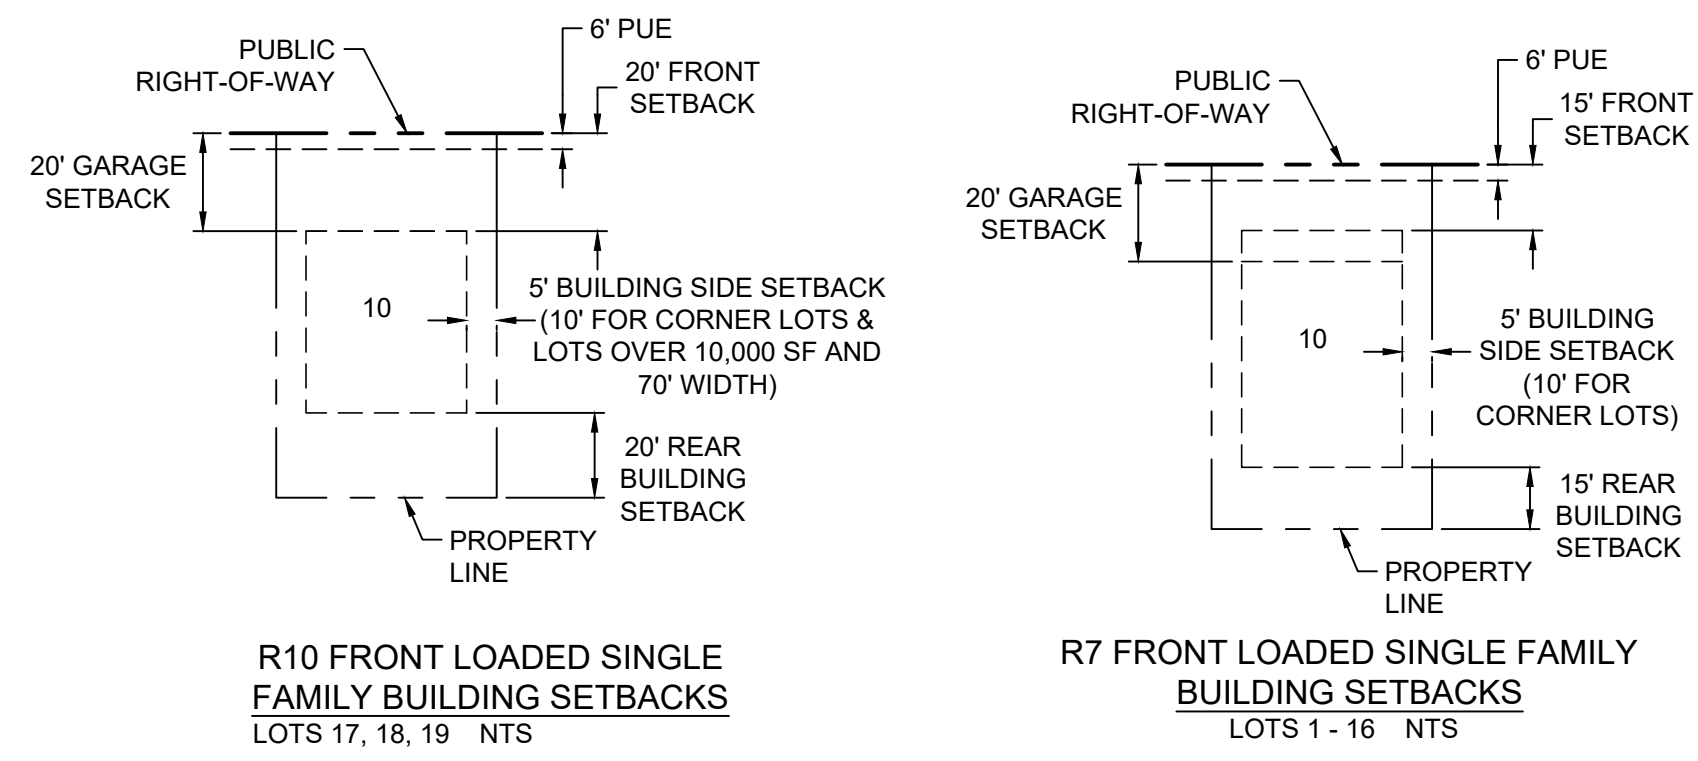 6' PUE
PUBLIC
RIGHT-OF-WAY
20' FRONT
SETBACK
20' GARAGE
SETBACK
10
5' BUILDING SIDE SETBACK
(10' FOR CORNER LOTS &
LOTS OVER 10,000 SF AND
70' WIDTH)
20' REAR
BUILDING
SETBACK
PROPERTY
LINE
R10 FRONT LOADED SINGLE
FAMILY BUILDING SETBACKS
LOTS 17, 18, 19 NTS
6' PUE
PUBLIC
RIGHT-OF-WAY
15' FRONT
SETBACK
20' GARAGE
SETBACK
10
5' BUILDING
SIDE SETBACK
(10' FOR
CORNER LOTS)
15' REAR
BUILDING
SETBACK
PROPERTY
LINE
R7 FRONT LOADED SINGLE FAMILY
BUILDING SETBACKS
LOTS 1 - 16 NTS